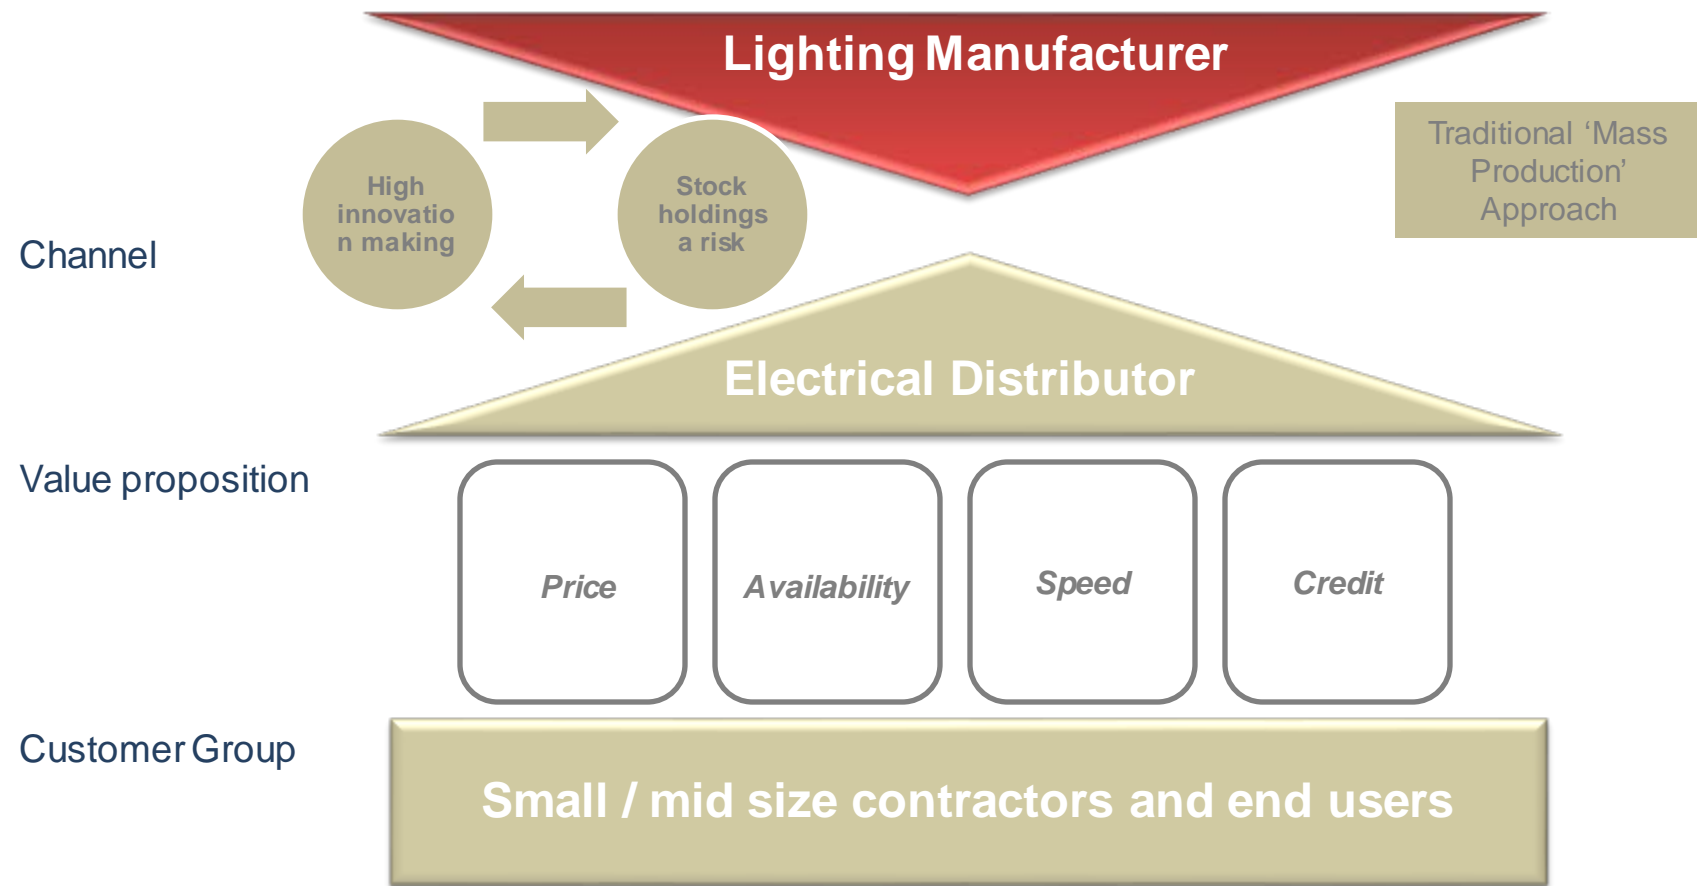 Lighting Manufacturer
Traditional ‘Mass
Production’
Approach
High
innovatio
n making
Stock
holdings
a risk
Channel
Electrical Distributor
Value proposition
Price
Availability
Speed
Credit
Customer Group
Small / mid size contractors and end users